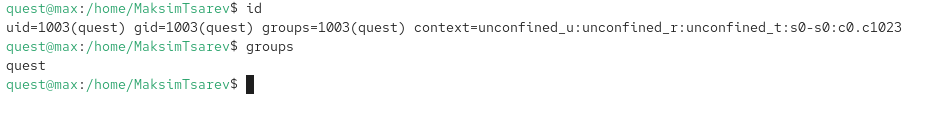 quest@max:/home/MaksimTsarev$ id
uid=1003(quest) gid=1003(quest) groups=1003(quest) context=unconfined_u:unconfined_r:unconfined_t:s0-s0:c0.c1023
quest@max:/home/MaksimTsarev$ groups
quest
quest@max:/home/MaksimTsarev$